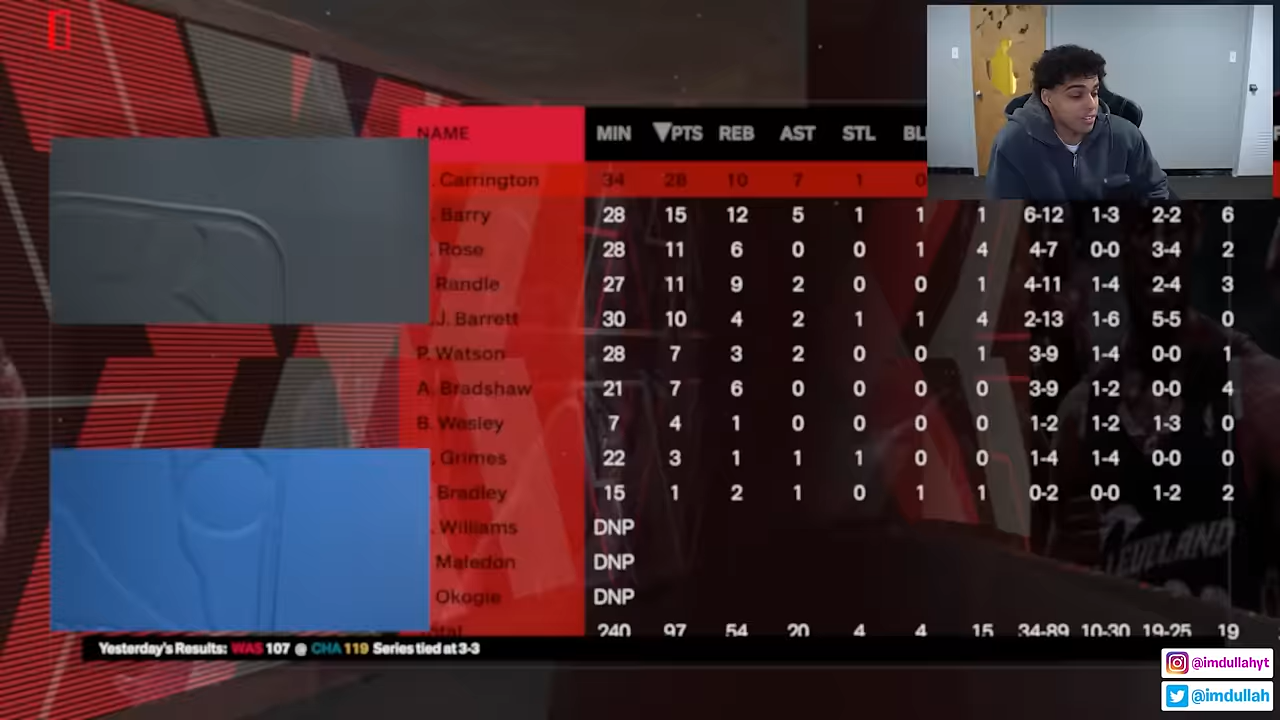 NAME MIN ▼PTS REB AST STL BL
. Carrington 34 28 10 7 1 0
. Barry 28 15 12 5 1 1 1 6-12 1-3 2-2 6
. Rose 28 11 6 0 0 1 4 4-7 0-0 3-4 2
Randle 27 11 9 2 0 0 1 4-11 1-4 2-4 3
.J. Barrett 30 10 4 2 1 1 4 2-13 1-6 5-5 0
P. Watson 28 7 3 2 0 0 1 3-9 1-4 0-0 1
A. Bradshaw 21 7 6 0 0 0 0 3-9 1-2 0-0 4
B. Wasley 7 4 1 0 0 0 0 1-2 1-2 1-3 0
. Grimes 22 3 1 1 1 0 0 1-4 1-4 0-0 0
. Bradley 15 1 2 1 0 1 1 0-2 0-0 1-2 2
. Williams DNP
Maledon DNP
Okogie DNP
Total 240 97 54 20 4 4 15 34-89 10-30 19-25 19
CLEVELAND
Yesterday's Results: WAS 107 @ CHA 119 Series tied at 3-3
@imdullahyt
@imdullah